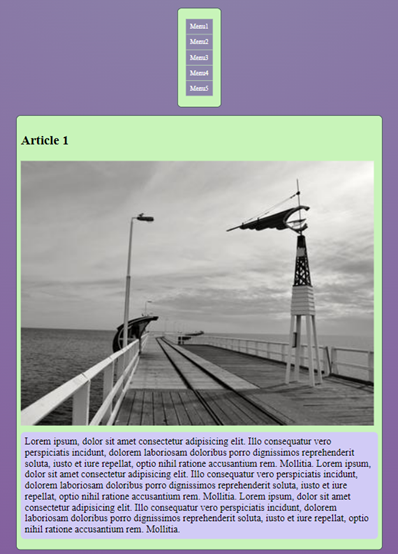 Menu1
Menu2
Menu3
Menu4
Menu5
Article 1
Lorem ipsum, dolor sit amet consectetur adipisicing elit. Illo consequatur vero
perspiciatis incidunt, dolorem laboriosam doloribus porro dignissimos reprehenderit
soluta, iusto et iure repellat, optio nihil ratione accusantium rem. Mollitia. Lorem ipsum,
dolor sit amet consectetur adipisicing elit. Illo consequatur vero perspiciatis incidunt,
dolorem laboriosam doloribus porro dignissimos reprehenderit soluta, iusto et iure
repellat, optio nihil ratione accusantium rem. Mollitia. Lorem ipsum, dolor sit amet
consectetur adipisicing elit. Illo consequatur vero perspiciatis incidunt, dolorem
laboriosam doloribus porro dignissimos reprehenderit soluta, iusto et iure repellat, optio
nihil ratione accusantium rem. Mollitia.